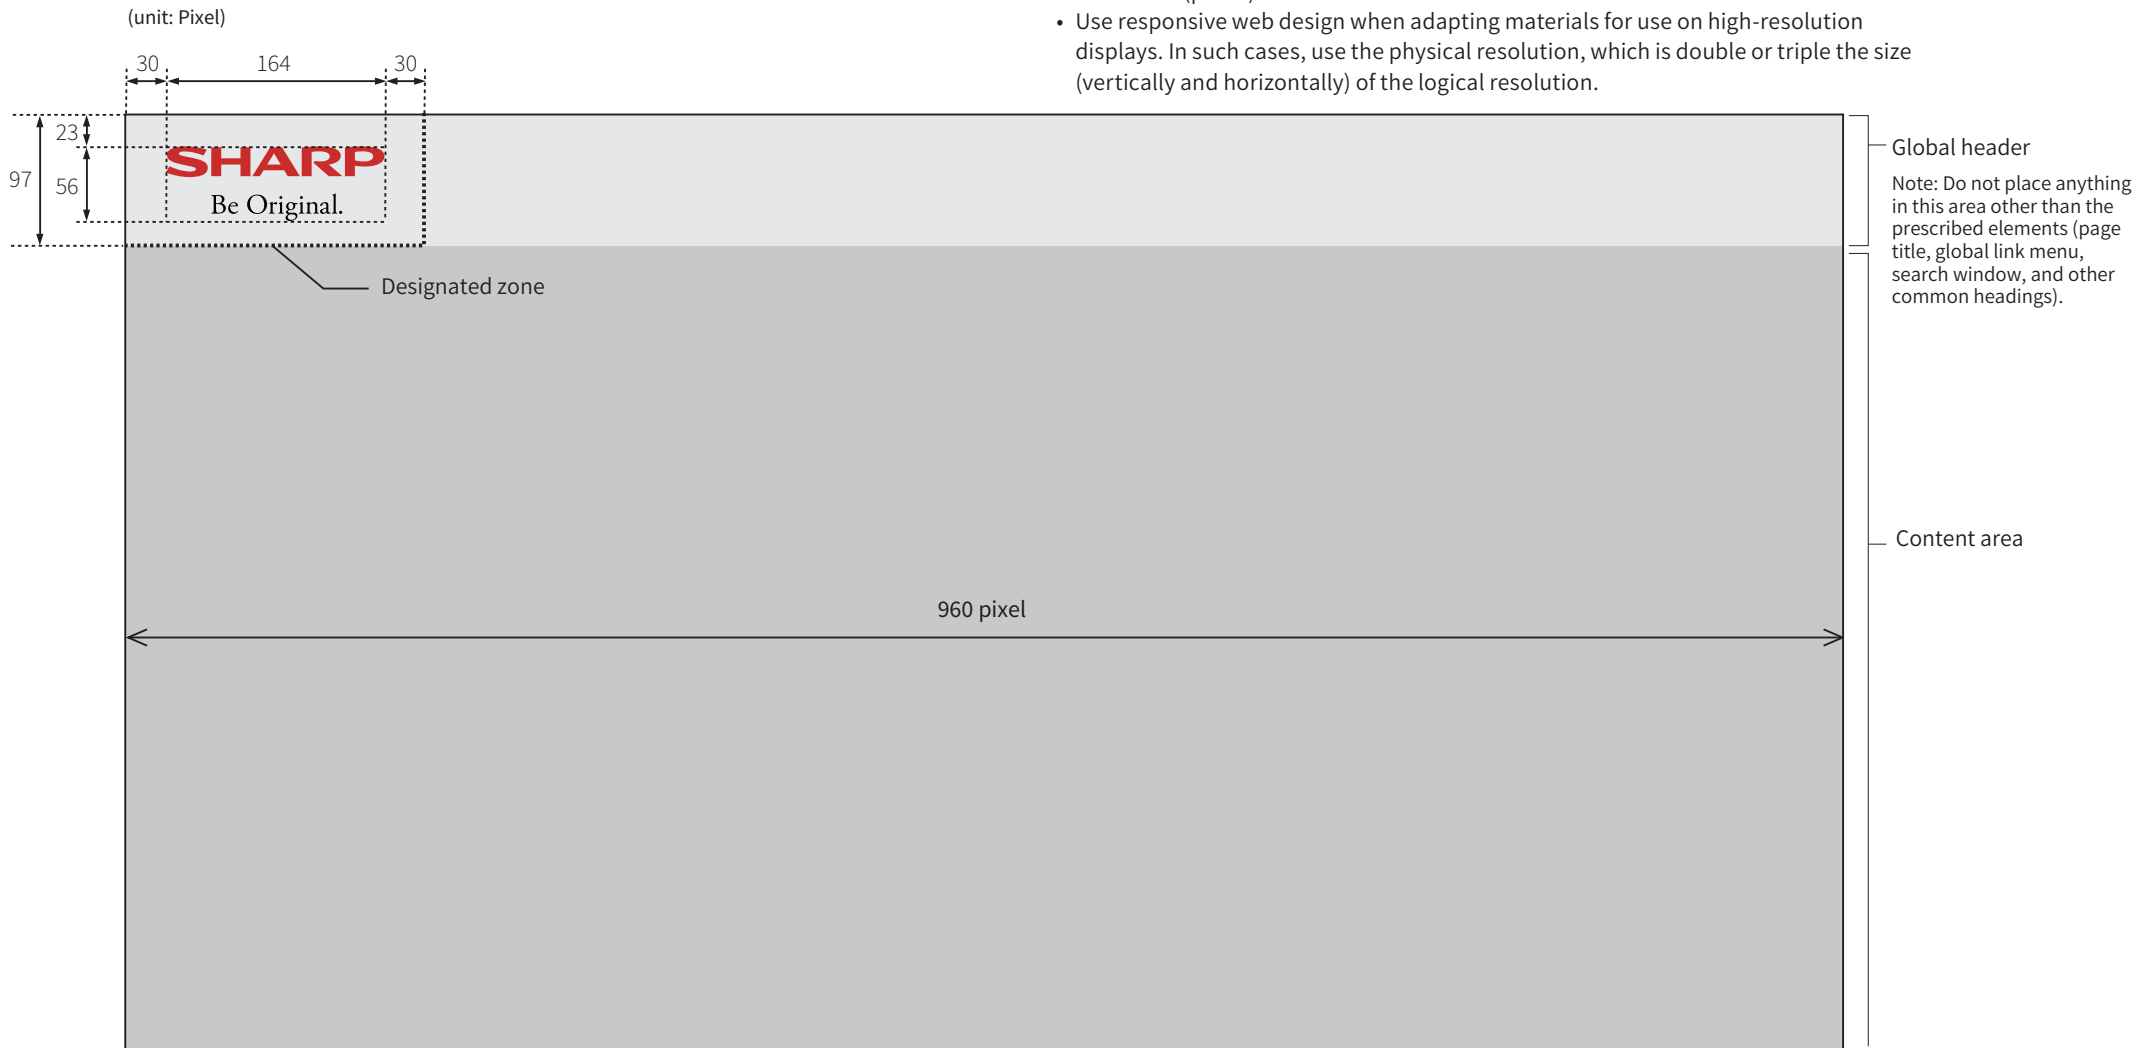 (unit: Pixel)
• Use responsive web design when adapting materials for use on high-resolution
displays. In such cases, use the physical resolution, which is double or triple the size
(vertically and horizontally) of the logical resolution.
30
164
30
23
97
56
SHARP
Be Original.
Designated zone
Global header
Note: Do not place anything
in this area other than the
prescribed elements (page
title, global link menu,
search window, and other
common headings).
Content area
960 pixel